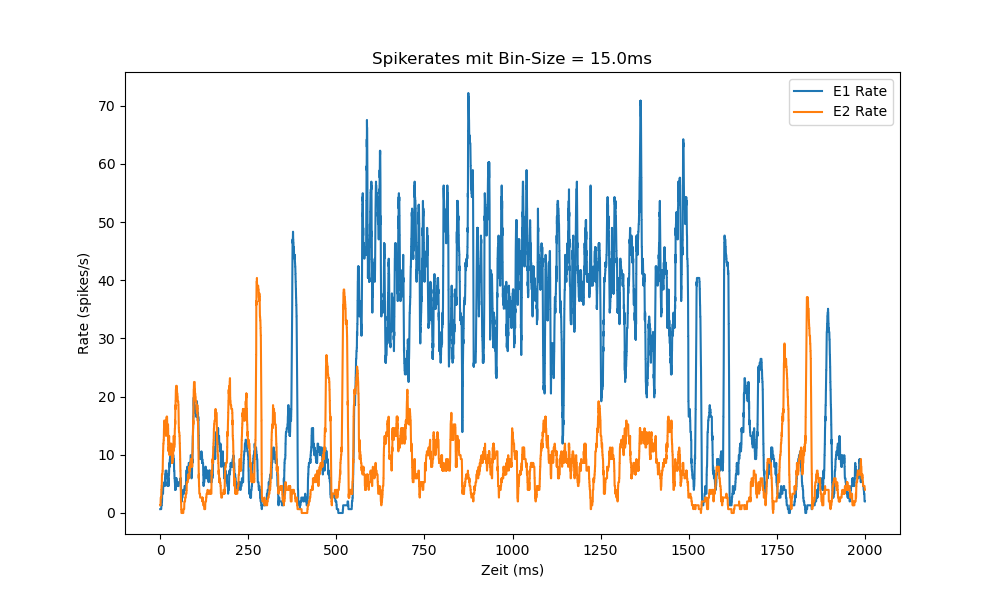 Spikerates mit Bin-Size = 15.0ms
E1 Rate
E2 Rate
70
60
50
40
30
20
10
0
Rate (spikes/s)
0 250 500 750 1000 1250 1500 1750 2000
Zeit (ms)